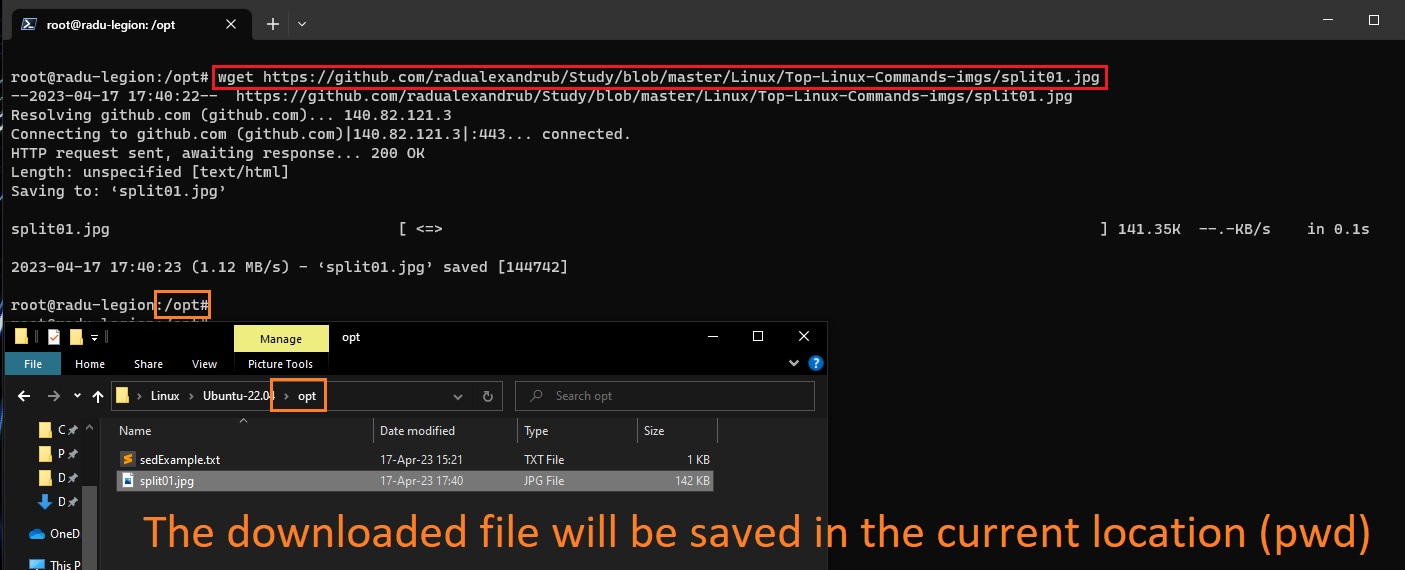 root@radu-legion: /opt
root@radu-legion:/opt# wget https://github.com/radualexandrub/Study/blob/master/Linux/Top-Linux-Commands-imgs/split01.jpg
--2023-04-17 17:40:22--  https://github.com/radualexandrub/Study/blob/master/Linux/Top-Linux-Commands-imgs/split01.jpg
Resolving github.com (github.com)... 140.82.121.3
Connecting to github.com (github.com)|140.82.121.3|:443... connected.
HTTP request sent, awaiting response... 200 OK
Length: unspecified [text/html]
Saving to: ‘split01.jpg’
split01.jpg [ <=> ] 141.35K --.-KB/s in 0.1s
2023-04-17 17:40:23 (1.12 MB/s) - ‘split01.jpg’ saved [144742]
root@radu-legion:/opt#
Manage opt
File Home Share View Picture Tools ?
Linux › Ubuntu-22.04 › opt Search opt
Name Date modified Type Size
C
P
sedExample.txt 17-Apr-23 15:21 TXT File 1 KB
D
split01.jpg 17-Apr-23 17:40 JPG File 142 KB
D
OneD
This P
The downloaded file will be saved in the current location (pwd)